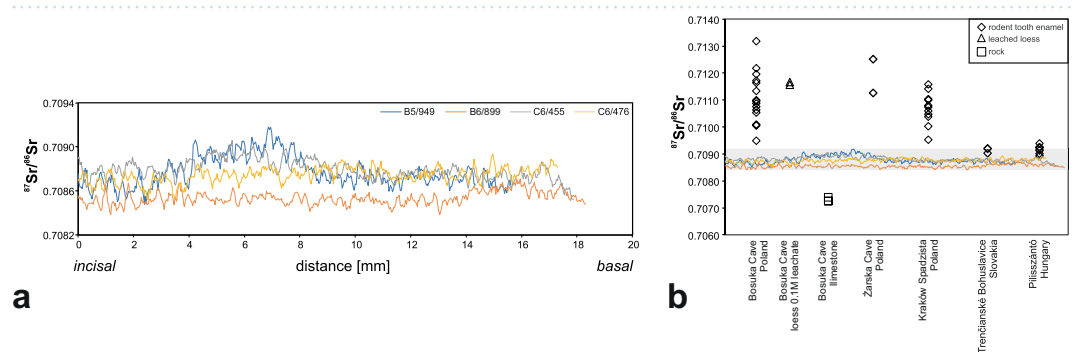 0.7094
0.7090
0.7086
0.0682
87Sr/86Sr
B5/949
B6/899
C6/455
C6/476
0 2 4 6 8 10 12 14 16 18 20
incisal distance [mm] basal
a
0.7140
0.7130
0.7120
0.7110
0.7100
0.7090
0.7080
0.7070
0.7060
87Sr/86Sr
rodent tooth enamel
leached loess
rock
Bosuka Cave
Poland
Bosuka Cave
loess 0.1M leachate
Bosuka Cave
llimestone
Żarska Cave
Poland
Kraków Spadzista
Poland
Trenčianské Bohuslavice
Slovakia
Pilisszántó
Hungary
b